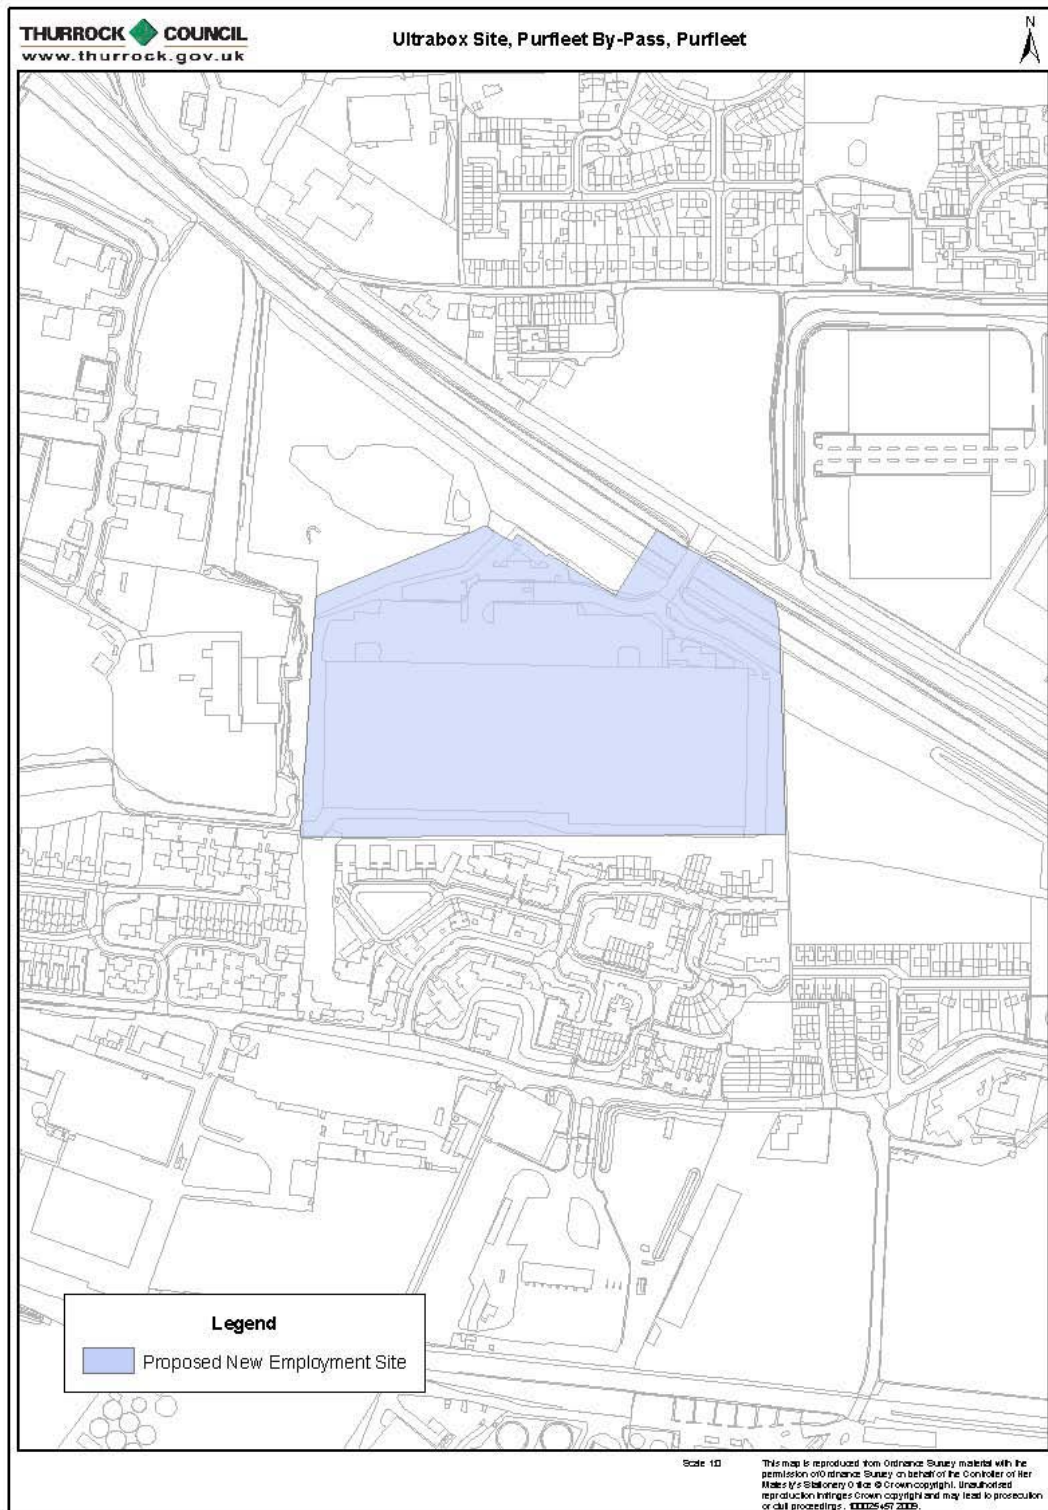 THURROCK COUNCIL
www.thurrock.gov.uk
Ultrabox Site, Purfleet By-Pass, Purfleet
N
Legend
Proposed New Employment Site
Scale 1:0
This map is reproduced from Ordnance Survey material with the
permission of Ordnance Survey on behalf of the Controller of Her
Majesty's Stationery Office © Crown copyright. Unauthorised
reproduction infringes Crown copyright and may lead to prosecution
or civil proceedings. 100025457 2009.